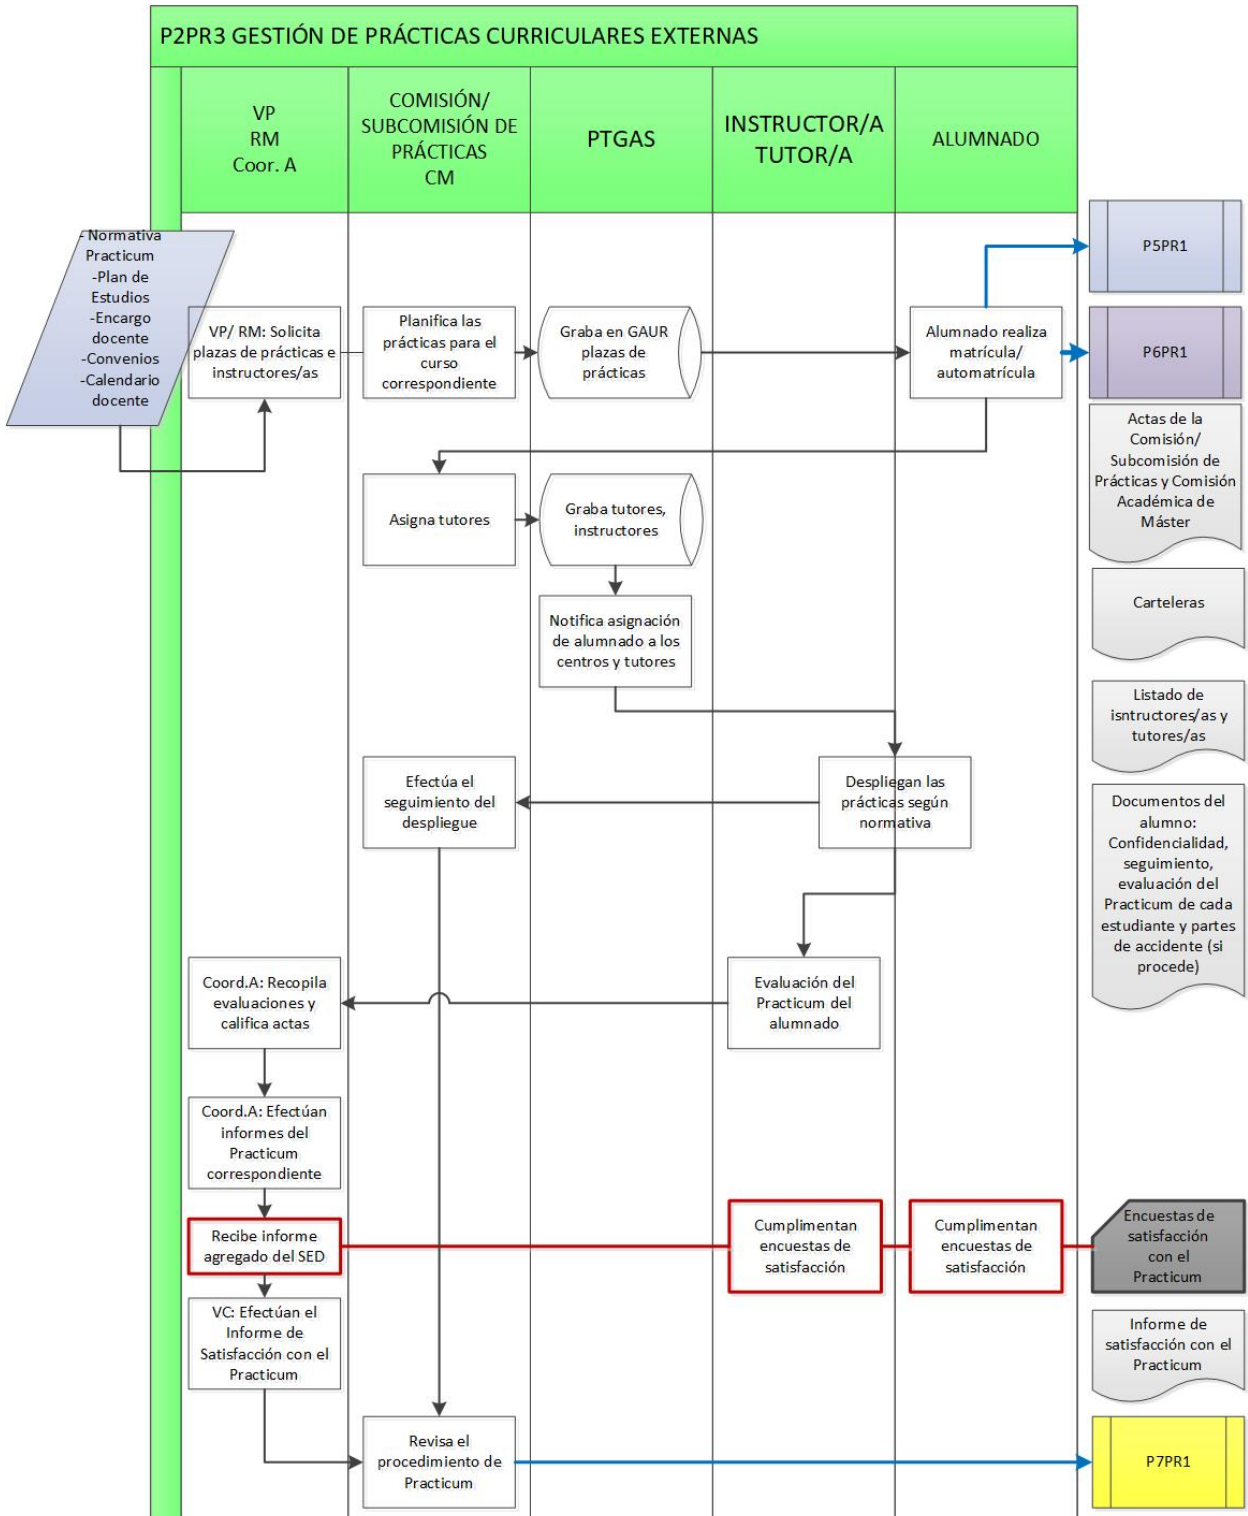 P2PR3 GESTIÓN DE PRÁCTICAS CURRICULARES EXTERNAS
VP
RM
Coor. A
COMISIÓN/
SUBCOMISIÓN DE
PRÁCTICAS
CM
PTGAS
INSTRUCTOR/A
TUTOR/A
ALUMNADO
- Normativa
Practicum
-Plan de
Estudios
-Encargo
docente
-Convenios
-Calendario
docente
VP/ RM: Solicita
plazas de prácticas e
instructores/as
Planifica las
prácticas para el
curso
correspondiente
Graba en GAUR
plazas de
prácticas
Alumnado realiza
matrícula/
automatrícula
P5PR1
P6PR1
Actas de la
Comisión/
Subcomisión de
Prácticas y Comisión
Académica de
Máster
Asigna tutores
Graba tutores,
instructores
Carteleras
Notifica asignación
de alumnado a los
centros y tutores
Listado de
isntructores/as y
tutores/as
Efectúa el
seguimiento del
despliegue
Despliegan las
prácticas según
normativa
Documentos del
alumno:
Confidencialidad,
seguimiento,
evaluación del
Practicum de cada
estudiante y partes
de accidente (si
procede)
Coord.A: Recopila
evaluaciones y
califica actas
Evaluación del
Practicum del
alumnado
Coord.A: Efectúan
informes del
Practicum
correspondiente
Recibe informe
agregado del SED
Cumplimentan
encuestas de
satisfacción
Cumplimentan
encuestas de
satisfacción
Encuestas de
satisfacción
con el
Practicum
VC: Efectúan el
Informe de
Satisfacción con el
Practicum
Informe de
satisfacción con el
Practicum
Revisa el
procedimiento de
Practicum
P7PR1